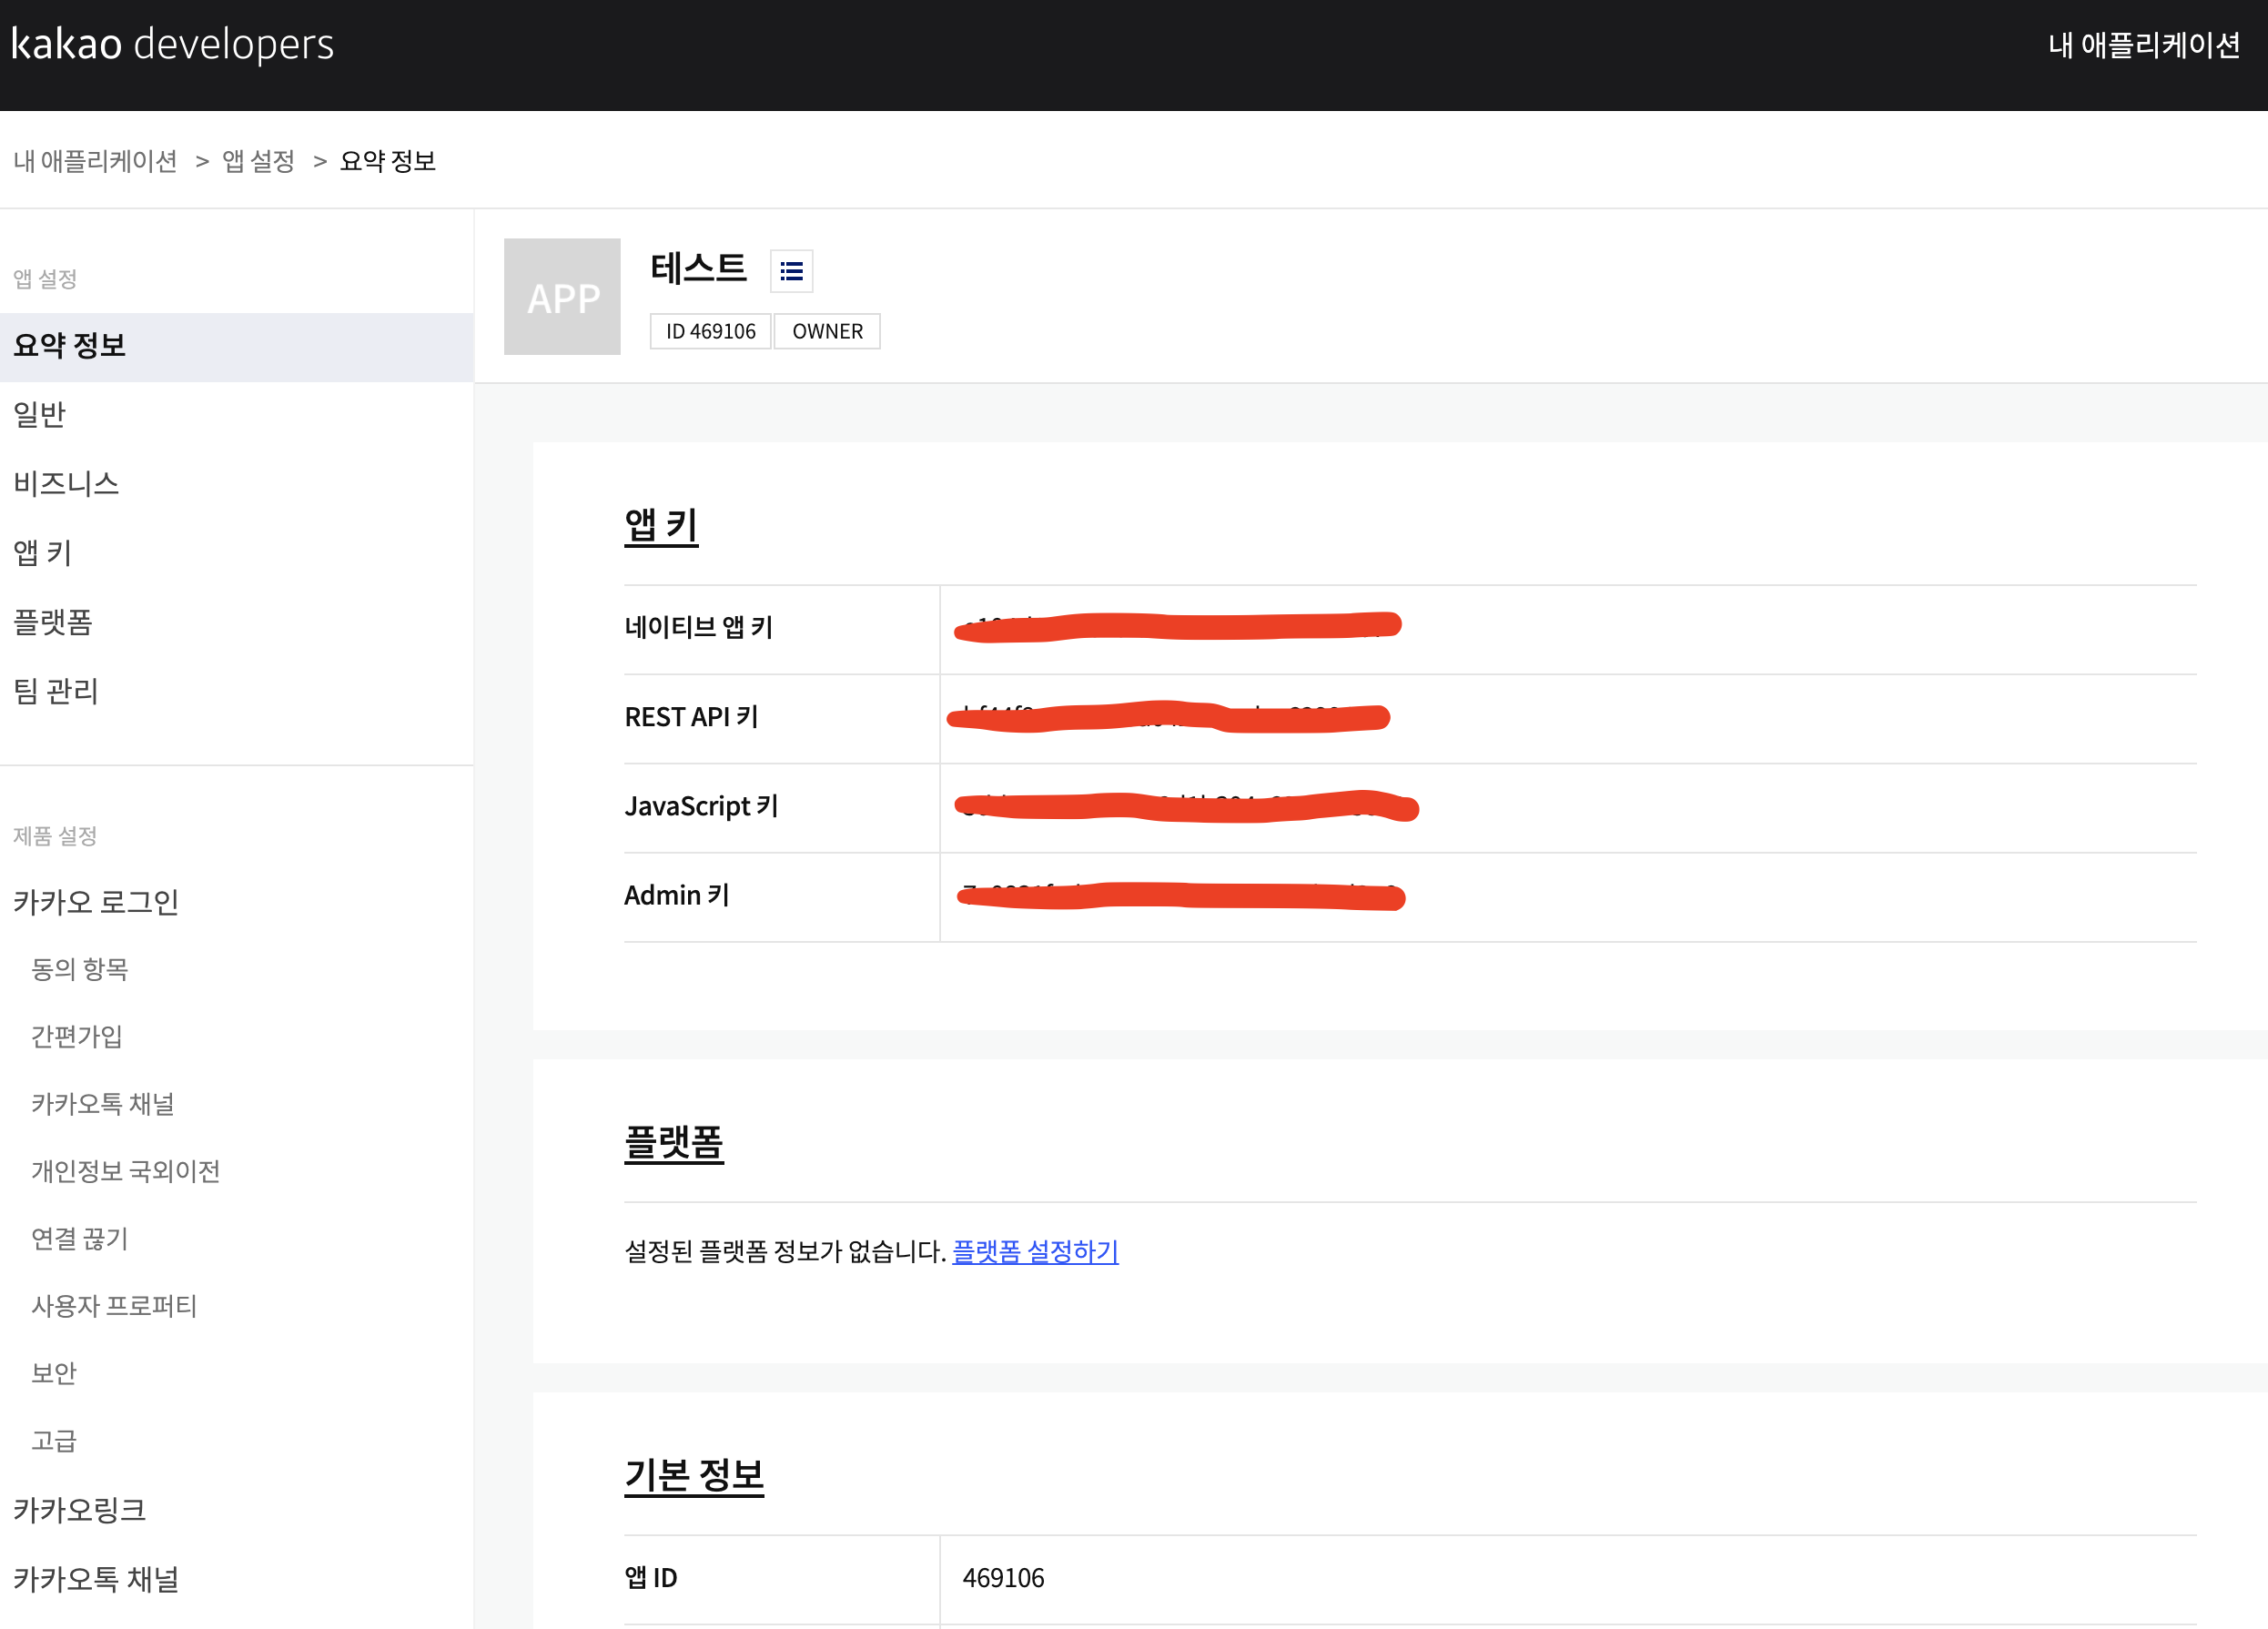 kakao developers
내 애플리케이션
내 애플리케이션 > 앱 설정 > 요약 정보
앱 설정
요약 정보
일반
비즈니스
앱 키
플랫폼
팀 관리
제품 설정
카카오 로그인
동의 항목
간편가입
카카오톡 채널
개인정보 국외이전
연결 끊기
사용자 프로퍼티
보안
고급
카카오링크
카카오톡 채널
APP
테스트
ID 469106
OWNER
앱 키
네이티브 앱 키
REST API 키
JavaScript 키
Admin 키
플랫폼
설정된 플랫폼 정보가 없습니다. 플랫폼 설정하기
기본 정보
앱 ID
469106